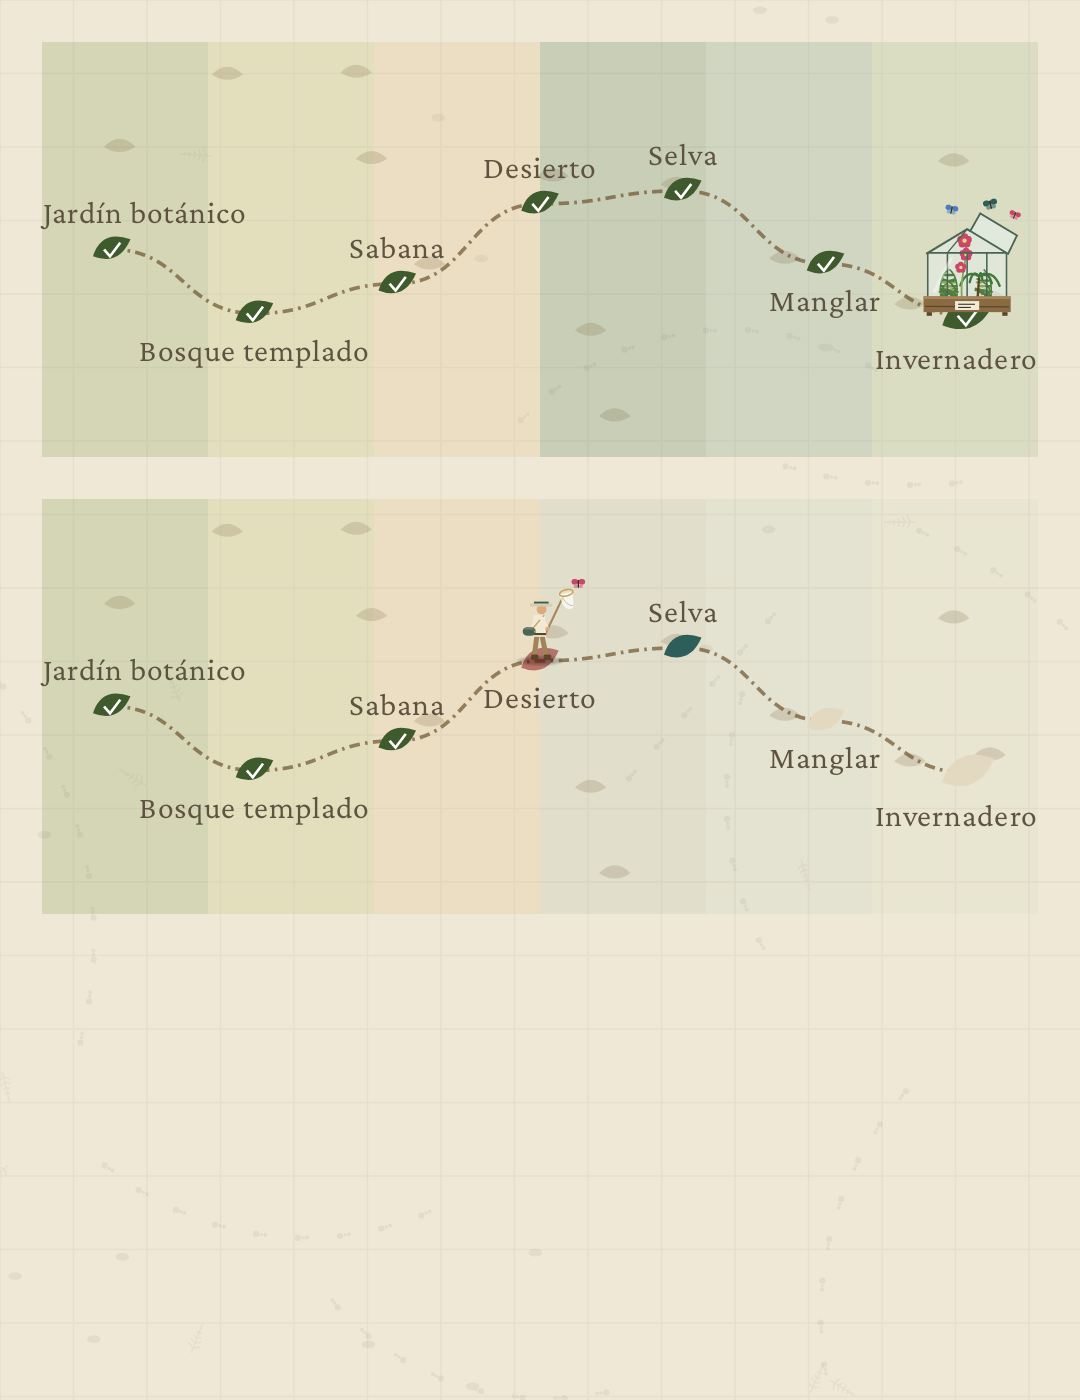 Jardín botánico
Bosque templado
Sabana
Desierto
Selva
Manglar
Invernadero
Jardín botánico
Bosque templado
Sabana
Desierto
Selva
Manglar
Invernadero